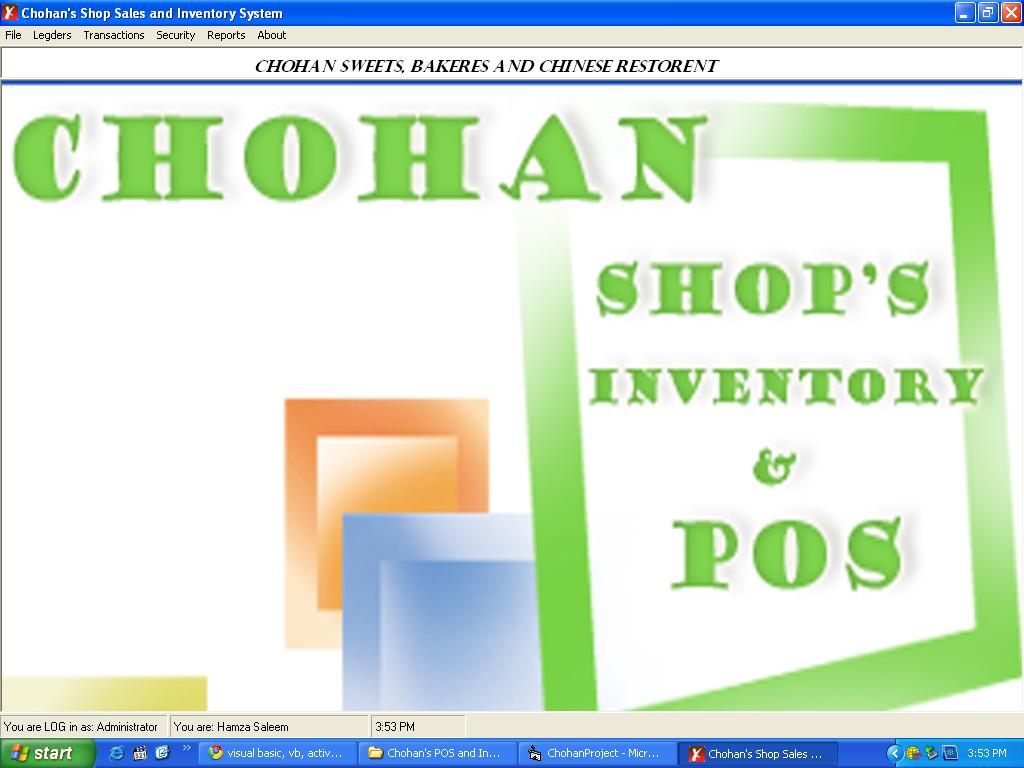 Chohan's Shop Sales and Inventory System
File Legders Transactions Security Reports About
CHOHAN SWEETS, BAKERES AND CHINESE RESTORENT
CHOHAN
SHOP'S
INVENTORY
&
POS
You are LOG in as: Administrator You are: Hamza Saleem 3:53 PM
start visual basic, vb, activ... Chohan's POS and In... ChohanProject - Micr... Chohan's Shop Sales ... 3:53 PM